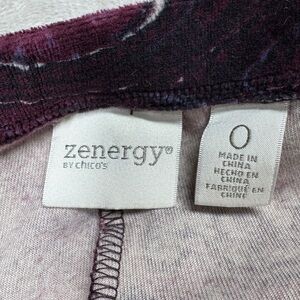 zenergy®
BY chico's
0
MADE IN
CHINA
HECHO EN
CHINA
FABRIQUÉ EN
CHINE